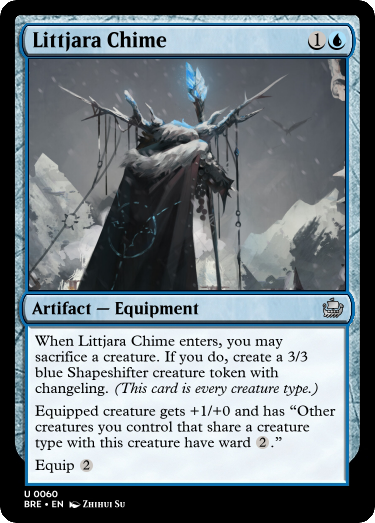 Littjara Chime 1
Artifact — Equipment
When Littjara Chime enters, you may
sacrifice a creature. If you do, create a 3/3
blue Shapeshifter creature token with
changeling. (This card is every creature type.)
Equipped creature gets +1/+0 and has “Other
creatures you control that share a creature
type with this creature have ward 2.”
Equip 2
U 0060
BRE • EN Zhihui Su